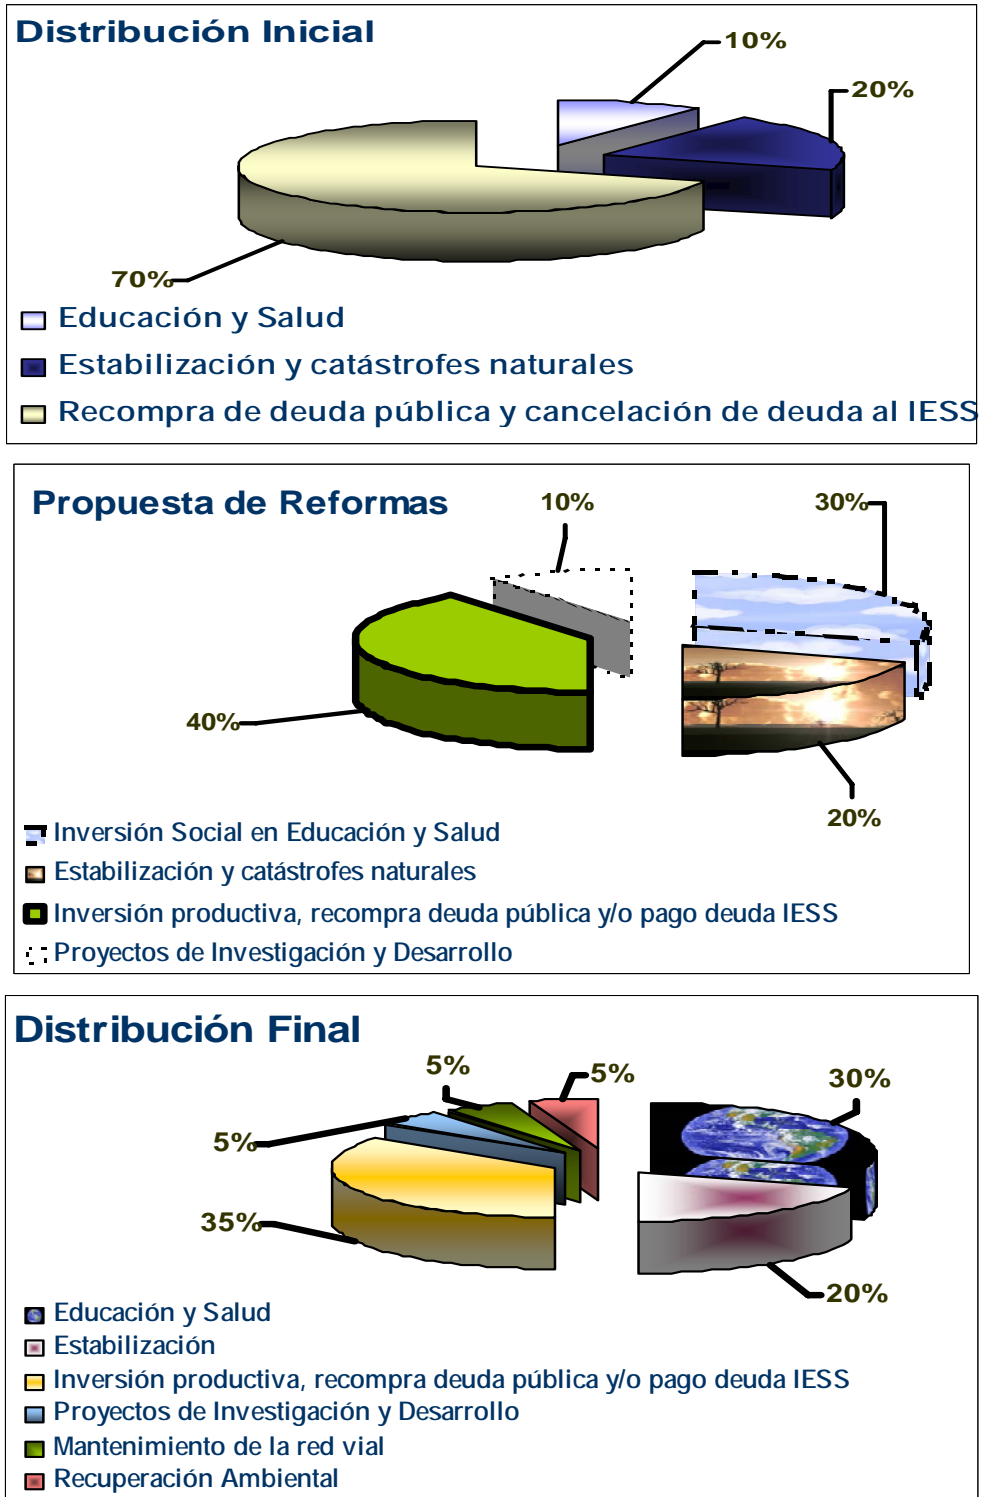 Distribución Inicial
10%
20%
70%
Educación y Salud
Estabilización y catástrofes naturales
Recompra de deuda pública y cancelación de deuda al IESS
Propuesta de Reformas
10%
30%
40%
20%
Inversión Social en Educación y Salud
Estabilización y catástrofes naturales
Inversión productiva, recompra deuda pública y/o pago deuda IESS
Proyectos de Investigación y Desarrollo
Distribución Final
5%
5%
30%
5%
35%
20%
Educación y Salud
Estabilización
Inversión productiva, recompra deuda pública y/o pago deuda IESS
Proyectos de Investigación y Desarrollo
Mantenimiento de la red vial
Recuperación Ambiental